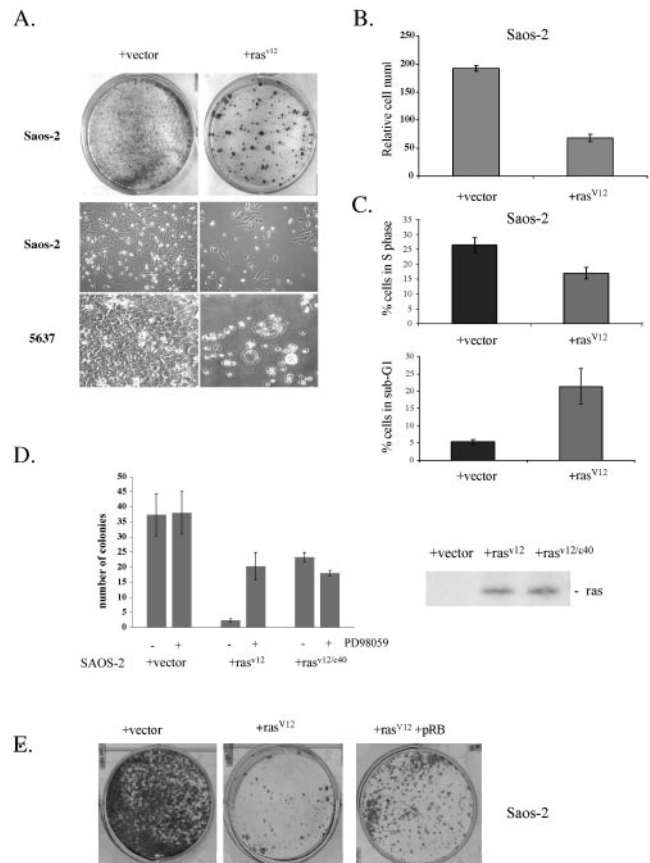 A.
+vector +ras^v12
Saos-2
Saos-2
5637
B.
Saos-2
Relative cell numl
250
200
150
100
50
0
+vector +ras^V12
C.
Saos-2
% cells in S phase
35
30
25
20
15
10
5
0
+vector +ras^V12
% cells in sub-G1
30
25
20
15
10
5
0
+vector +ras^V12
D.
number of colonies
50
45
40
35
30
25
20
15
10
5
0
- + - + - + PD98059
SAOS-2 +vector +ras^v12 +ras^v12/c40
+vector +ras^v12 +ras^v12/c40
- ras
E.
+vector +ras^V12 +ras^V12 +pRB
Saos-2